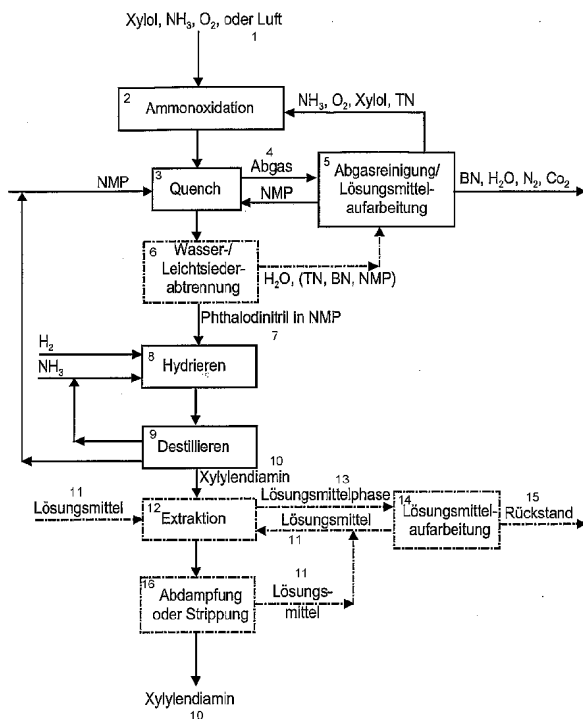 Xylol, NH3, O2, oder Luft
1
2
Ammonoxidation
NH3, O2, Xylol, TN
3
Quench
4
Abgas
NMP
NMP
5
Abgasreinigung/
Lösungsmittel-
aufarbeitung
BN, H2O, N2, Co2
6
Wasser-/
Leichtsieder-
abtrennung
H2O, (TN, BN, NMP)
Phthalodinitril in NMP
7
H2
NH3
8
Hydrieren
9
Destillieren
10
Xylylendiamin
11
Lösungsmittel
12
Extraktion
13
Lösungsmittelphase
Lösungsmittel
11
14
Lösungsmittel-
aufarbeitung
15
Rückstand
16
Abdampfung
oder Strippung
11
Lösungs-
mittel
Xylylendiamin
10